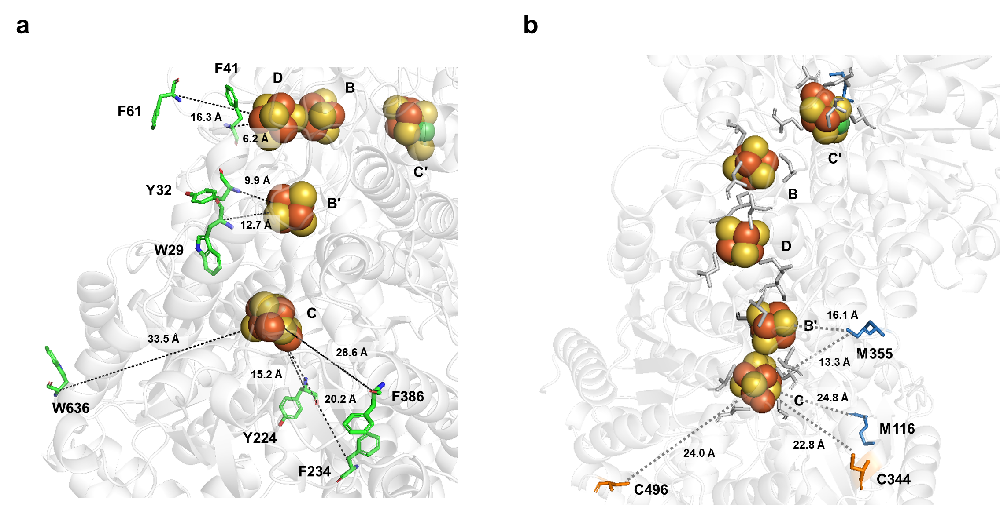 a
F41
D
B
F61
16.3 Å
6.2 Å
C′
9.9 Å
Y32
B′
12.7 Å
W29
C
33.5 Å
28.6 Å
15.2 Å
20.2 Å
F386
W636
Y224
F234
b
C'
B
D
16.1 Å
B'
M355
13.3 Å
24.8 Å
C
M116
22.8 Å
24.0 Å
C344
C496